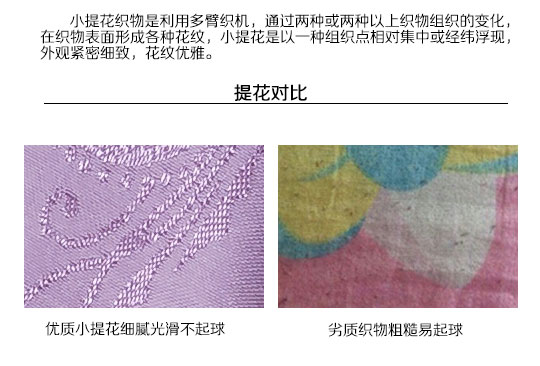 小提花织物是利用多臂织机，通过两种或两种以上织物组织的变化，
在织物表面形成各种花纹，小提花是以一种组织点相对集中或经纬浮现，
外观紧密细致，花纹优雅。
提花对比
优质小提花细腻光滑不起球
劣质织物粗糙易起球